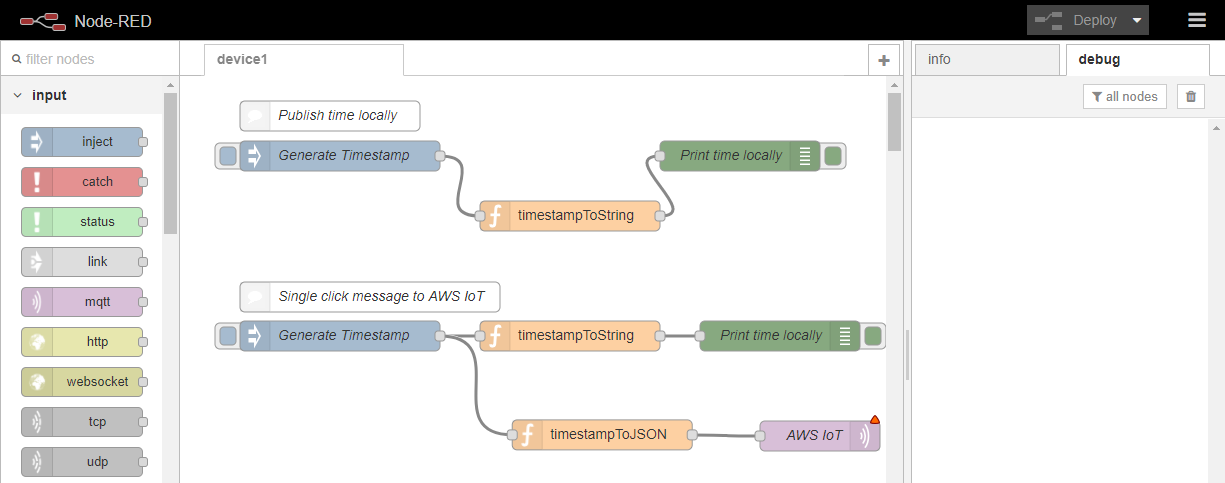 Node-RED
Deploy
filter nodes
device1
+
info
debug
input
all nodes
Publish time locally
inject
Generate Timestamp
Print time locally
catch
status
timestampToString
link
mqtt
Single click message to AWS IoT
http
Generate Timestamp
timestampToString
Print time locally
websocket
tcp
timestampToJSON
AWS IoT
udp